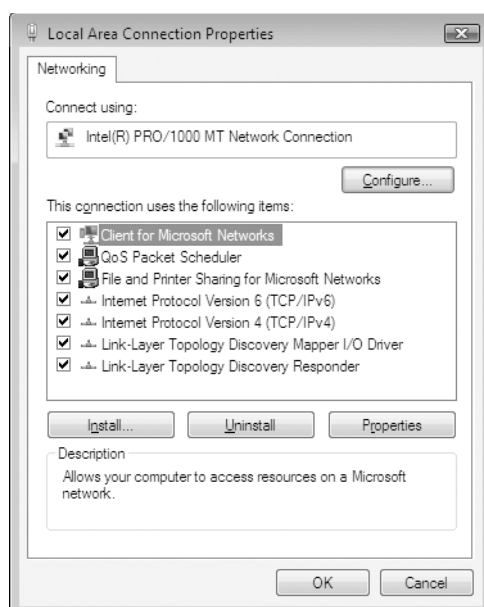 Local Area Connection Properties
Networking
Connect using:
Intel(R) PRO/1000 MT Network Connection
Configure...
This connection uses the following items:
Client for Microsoft Networks
QoS Packet Scheduler
File and Printer Sharing for Microsoft Networks
Internet Protocol Version 6 (TCP/IPv6)
Internet Protocol Version 4 (TCP/IPv4)
Link-Layer Topology Discovery Mapper I/O Driver
Link-Layer Topology Discovery Responder
Install...
Uninstall
Properties
Description
Allows your computer to access resources on a Microsoft
network.
OK
Cancel